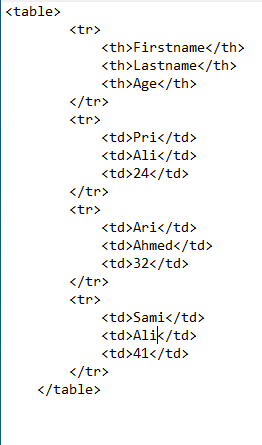 <table>
<tr>
<th>Firstname</th>
<th>Lastname</th>
<th>Age</th>
</tr>
<tr>
<td>Pri</td>
<td>Ali</td>
<td>24</td>
</tr>
<tr>
<td>Ari</td>
<td>Ahmed</td>
<td>32</td>
</tr>
<tr>
<td>Sami</td>
<td>Ali</td>
<td>41</td>
</tr>
</table>